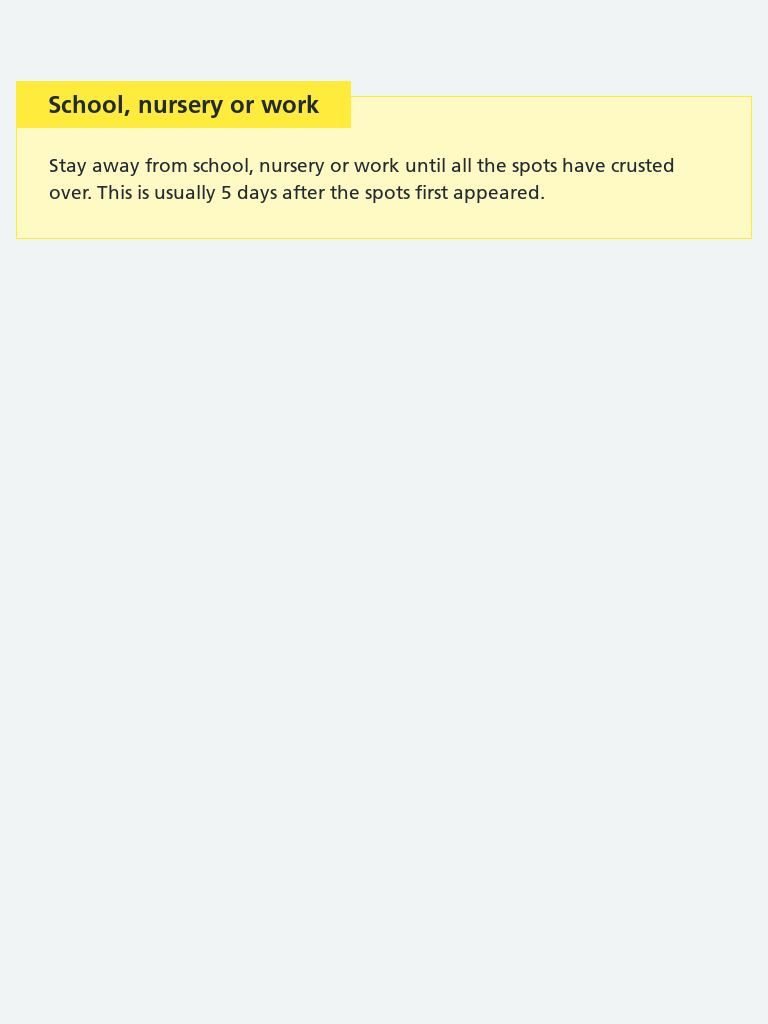 School, nursery or work
Stay away from school, nursery or work until all the spots have crusted
over. This is usually 5 days after the spots first appeared.